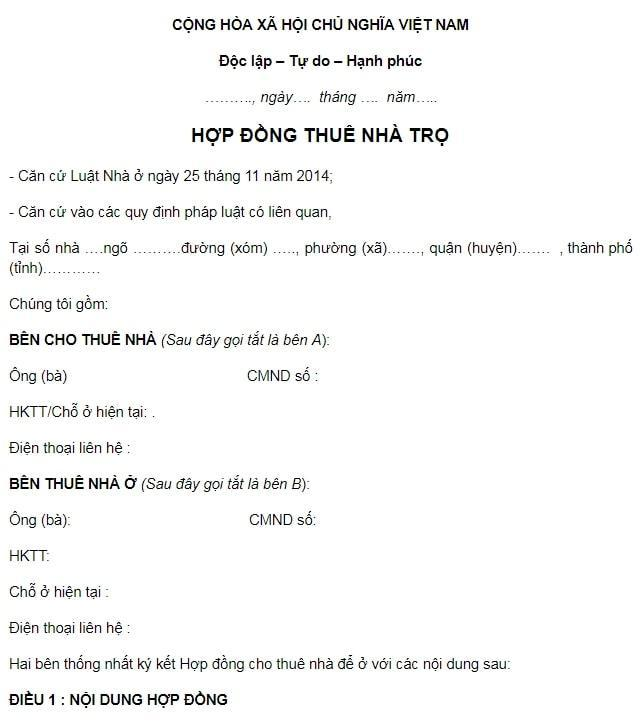 CỘNG HÒA XÃ HỘI CHỦ NGHĨA VIỆT NAM
Độc lập – Tự do – Hạnh phúc
………., ngày…. tháng …. năm…..
HỢP ĐỒNG THUÊ NHÀ TRỌ
- Căn cứ Luật Nhà ở ngày 25 tháng 11 năm 2014;
- Căn cứ vào các quy định pháp luật có liên quan,
Tại số nhà ….ngõ ……….đường (xóm) ….., phường (xã)……., quận (huyện)……. , thành phố
(tỉnh)…………
Chúng tôi gồm:
BÊN CHO THUÊ NHÀ (Sau đây gọi tắt là bên A):
Ông (bà) CMND số :
HKTT/Chỗ ở hiện tại: .
Điện thoại liên hệ :
BÊN THUÊ NHÀ Ở (Sau đây gọi tắt là bên B):
Ông (bà): CMND số:
HKTT:
Chỗ ở hiện tại :
Điện thoại liên hệ :
Hai bên thống nhất ký kết Hợp đồng cho thuê nhà để ở với các nội dung sau:
ĐIỀU 1 : NỘI DUNG HỢP ĐỒNG